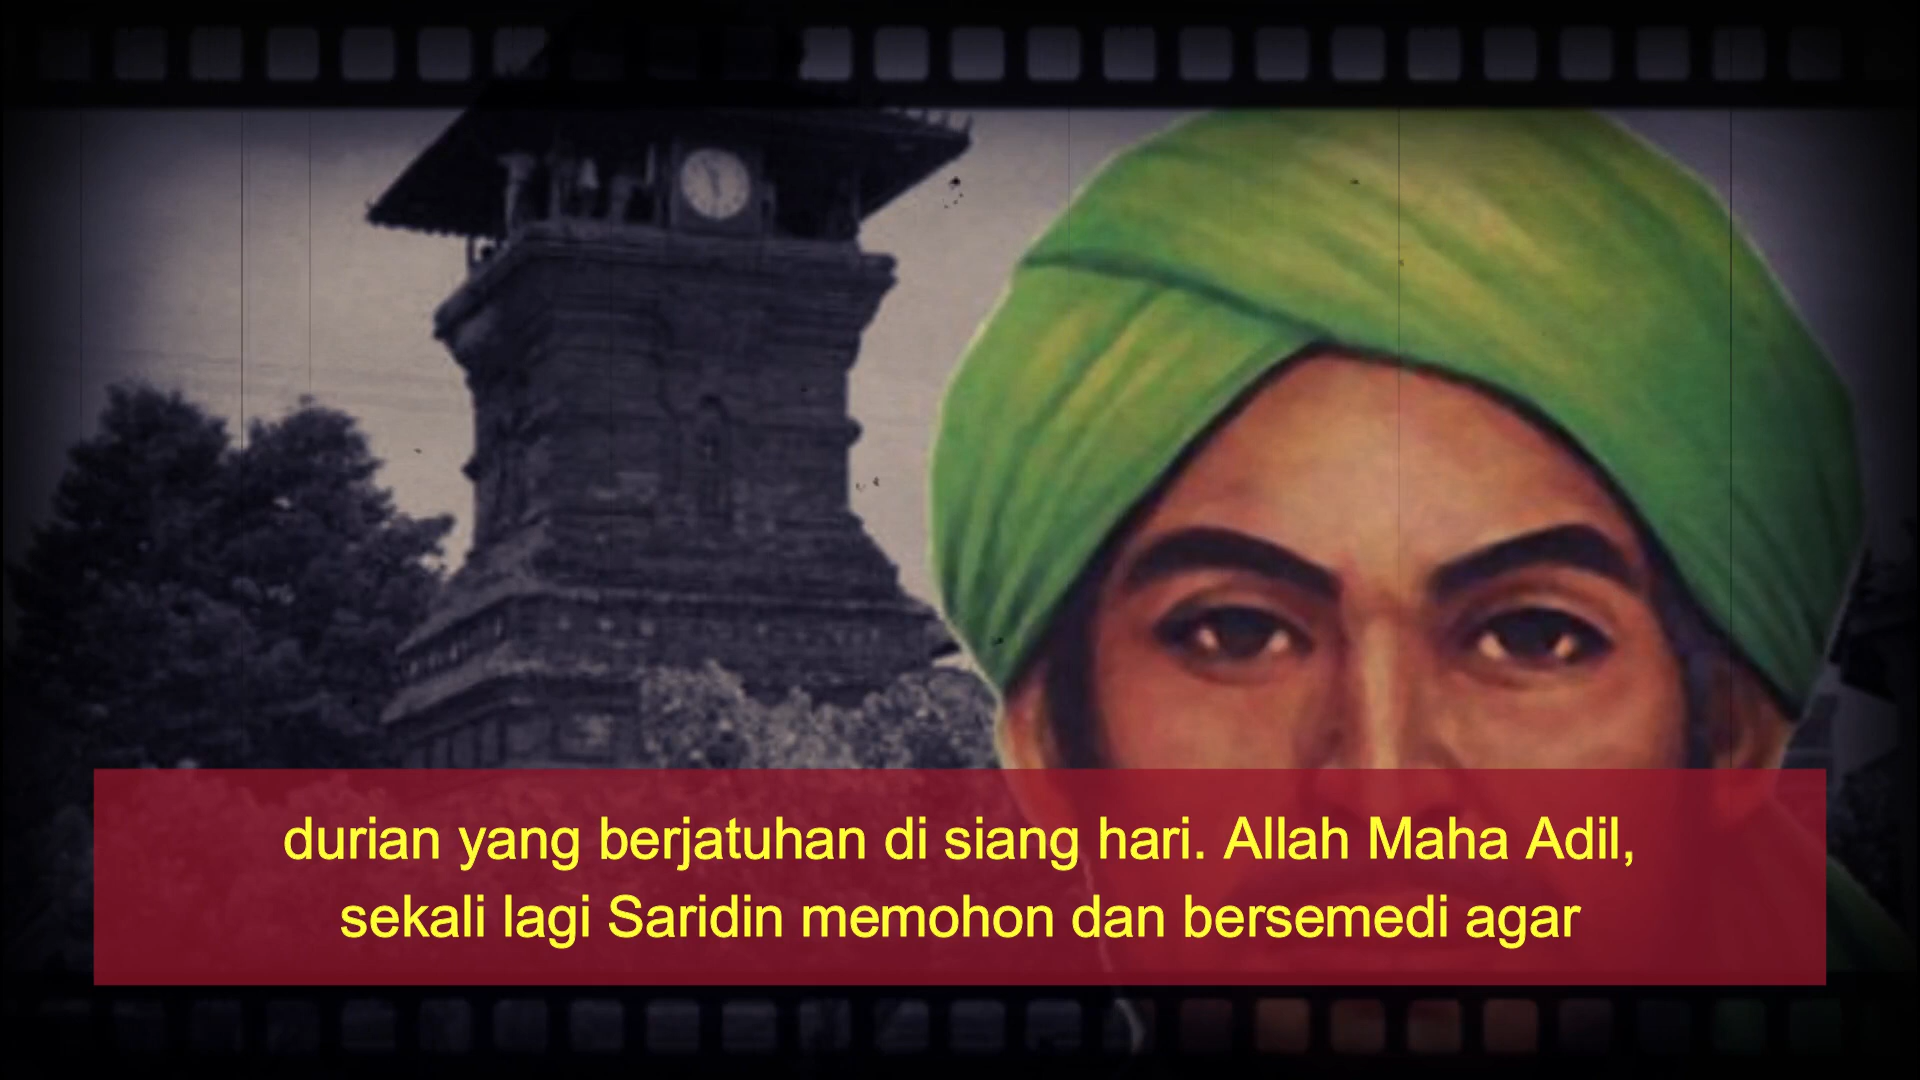 durian yang berjatuhan di siang hari. Allah Maha Adil,
sekali lagi Saridin memohon dan bersemedi agar